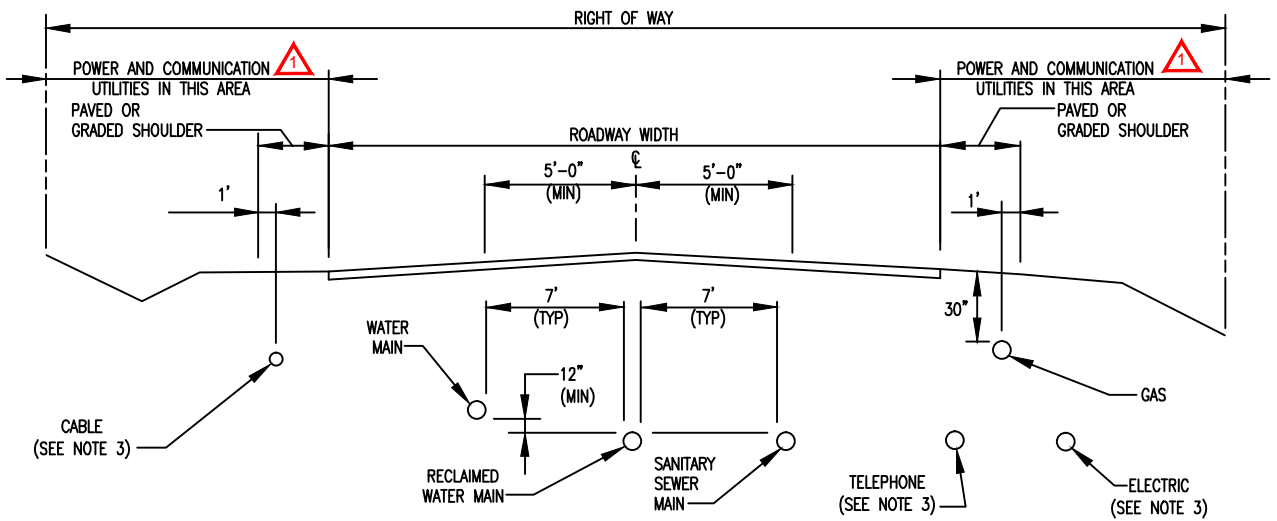 RIGHT OF WAY
POWER AND COMMUNICATION
UTILITIES IN THIS AREA
1
POWER AND COMMUNICATION
UTILITIES IN THIS AREA
1
PAVED OR
GRADED SHOULDER
ROADWAY WIDTH
PAVED OR
GRADED SHOULDER
℄
5'-0"
(MIN)
5'-0"
(MIN)
1'
1'
7'
(TYP)
7'
(TYP)
30"
WATER
MAIN
12"
(MIN)
GAS
CABLE
(SEE NOTE 3)
RECLAIMED
WATER MAIN
SANITARY
SEWER
MAIN
TELEPHONE
(SEE NOTE 3)
ELECTRIC
(SEE NOTE 3)